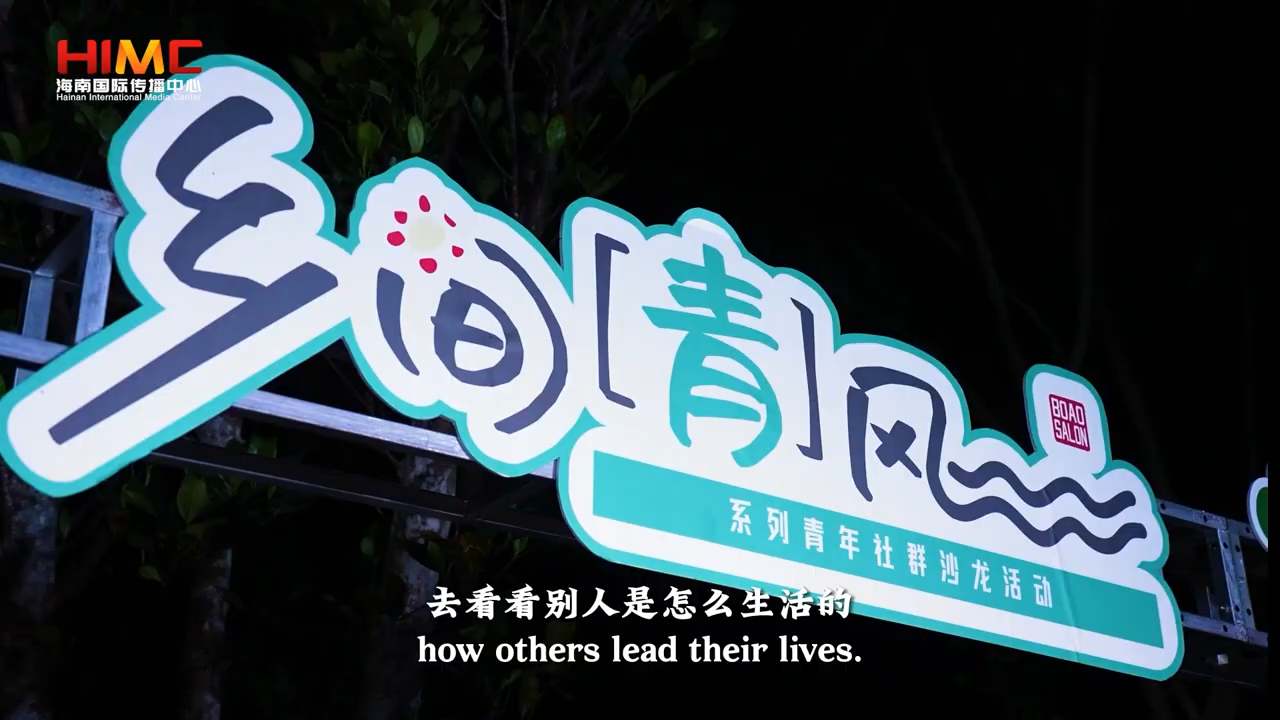 HIMC
海南国际传播中心
Hainan International Media Center
乡间[青]风
BOAO
SALON
系列青年社群沙龙活动
去看看别人是怎么生活的
how others lead their lives.